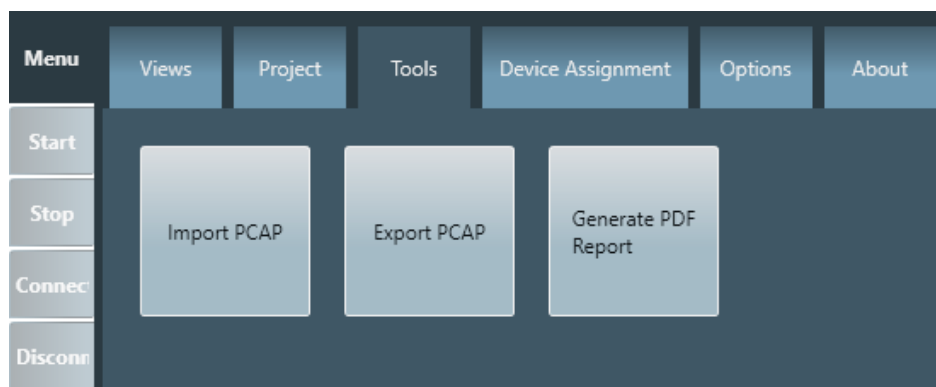 Menu
Views
Project
Tools
Device Assignment
Options
About
Start
Stop
Connec
Disconn
Import PCAP
Export PCAP
Generate PDF
Report